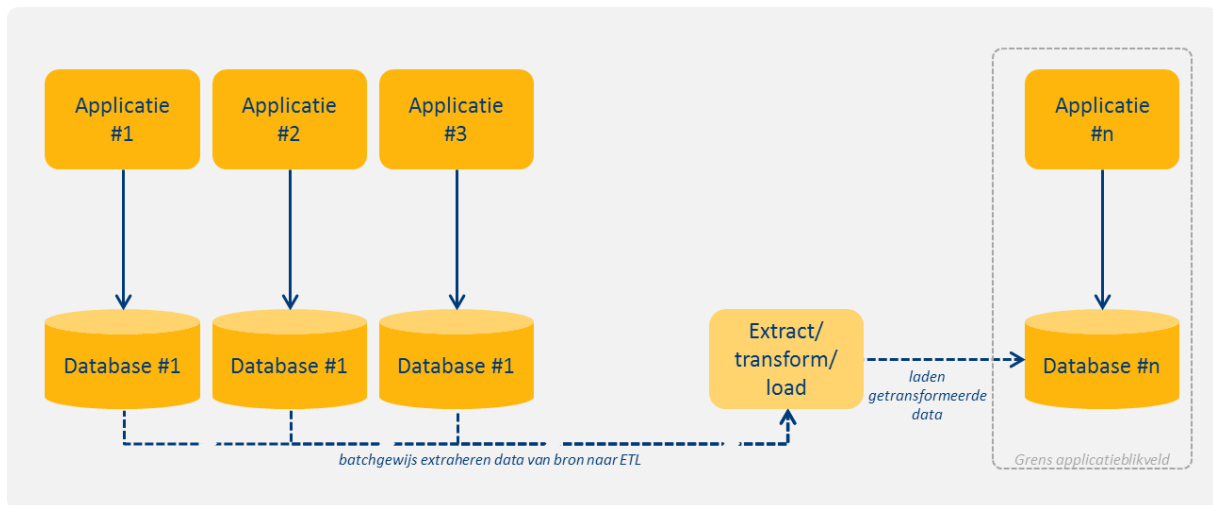 Applicatie
#1
Applicatie
#2
Applicatie
#3
Applicatie
#n
Database #1
Database #1
Database #1
Extract/
transform/
load
laden
getransformeerde
data
Database #n
batchgewijs extraheren data van bron naar ETL
Grens applicatieblikveld